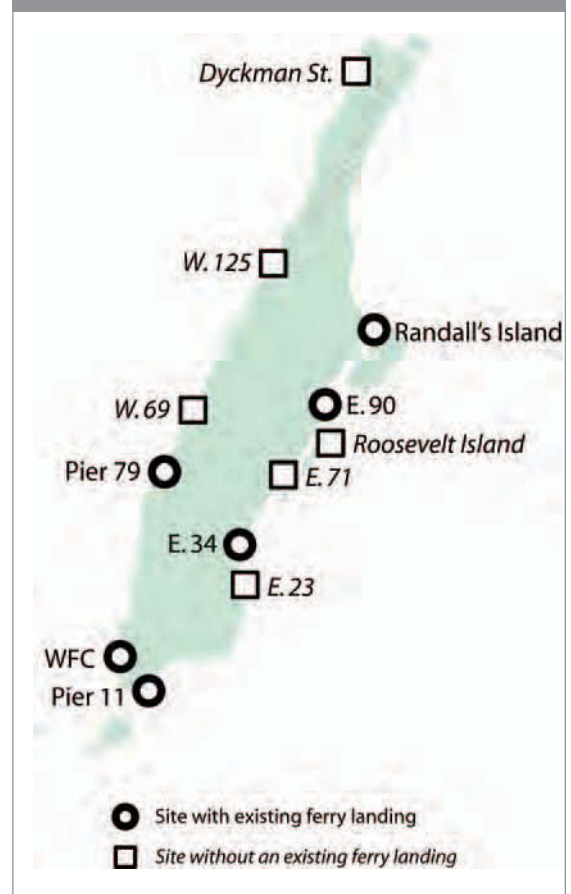 Dyckman St.
W. 125
Randall's Island
W. 69
E. 90
Roosevelt Island
Pier 79
E. 71
E. 34
E. 23
WFC
Pier 11
Site with existing ferry landing
Site without an existing ferry landing